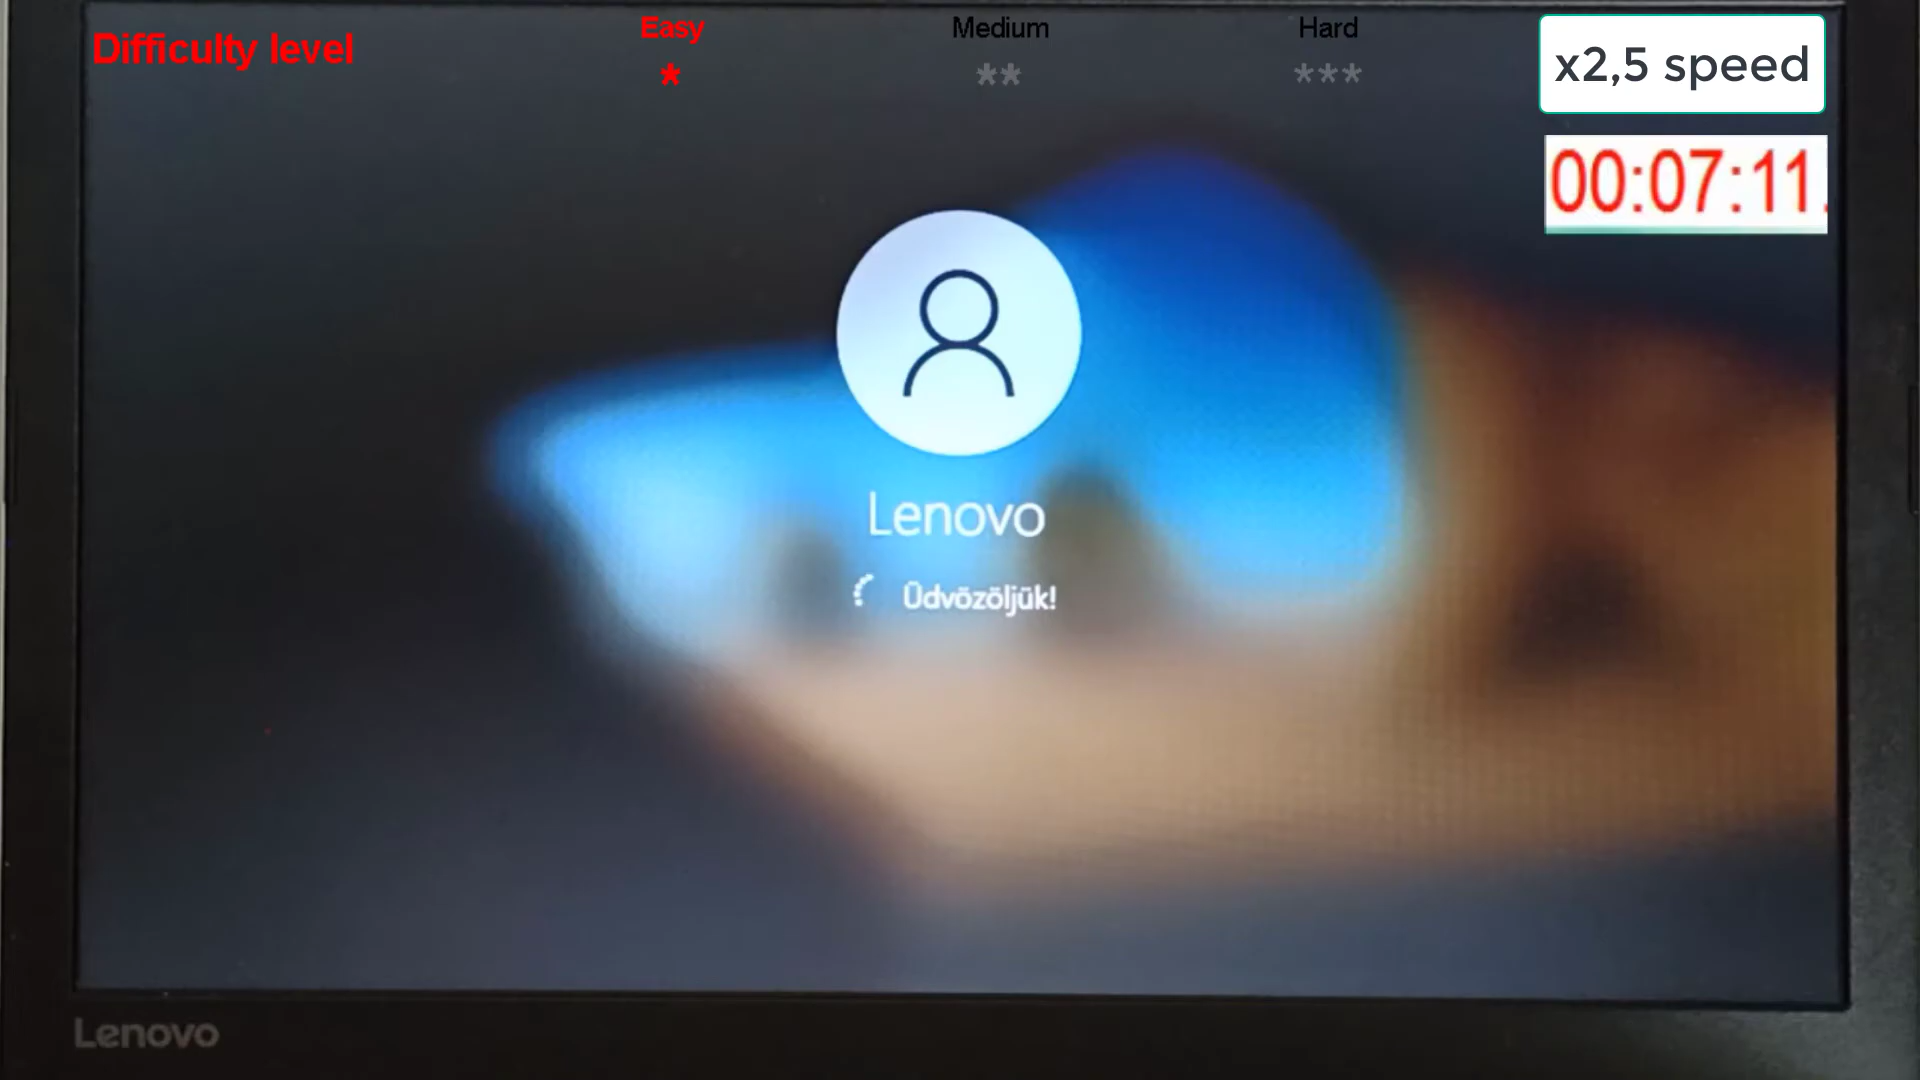 Difficulty level
Easy
*
Medium
**
Hard
***
x2,5 speed
00:07:11.
Lenovo
Üdvözöljük!
Lenovo